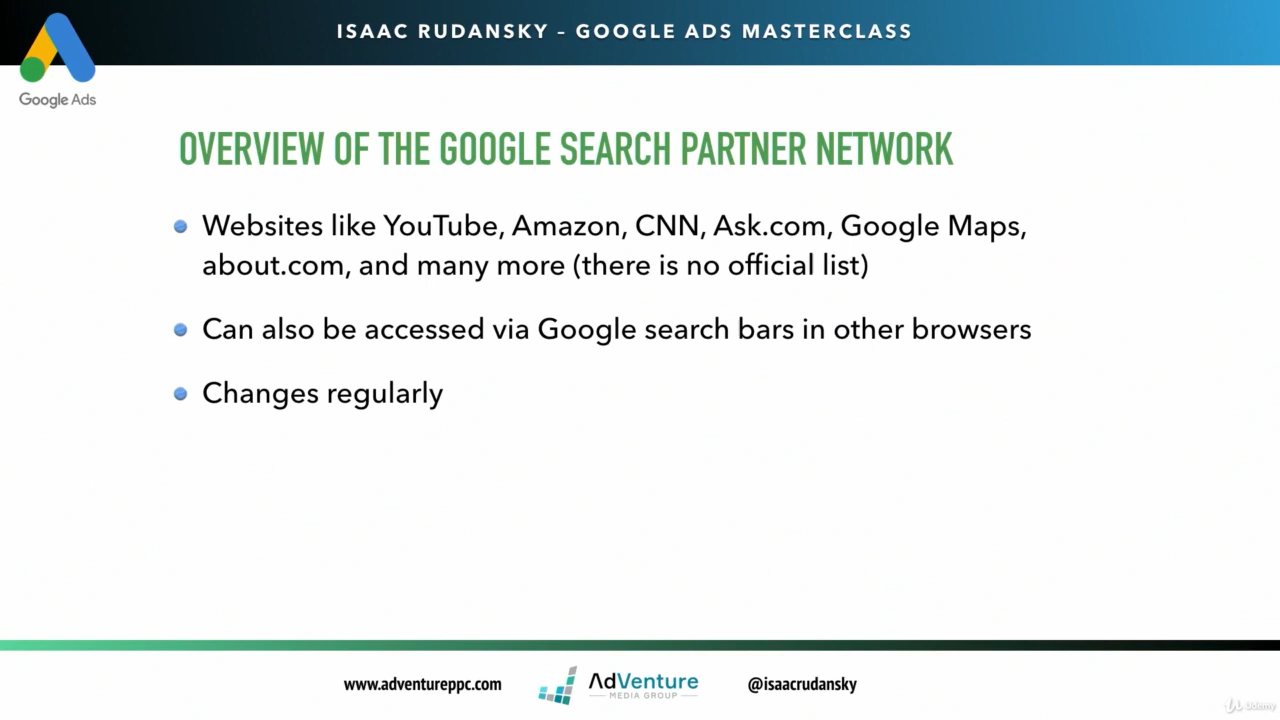 ISAAC RUDANSKY – GOOGLE ADS MASTERCLASS
Google Ads
OVERVIEW OF THE GOOGLE SEARCH PARTNER NETWORK
Websites like YouTube, Amazon, CNN, Ask.com, Google Maps,
about.com, and many more (there is no official list)
Can also be accessed via Google search bars in other browsers
Changes regularly
www.adventureppc.com
AdVenture
MEDIA GROUP
@isaacrudansky
Udemy